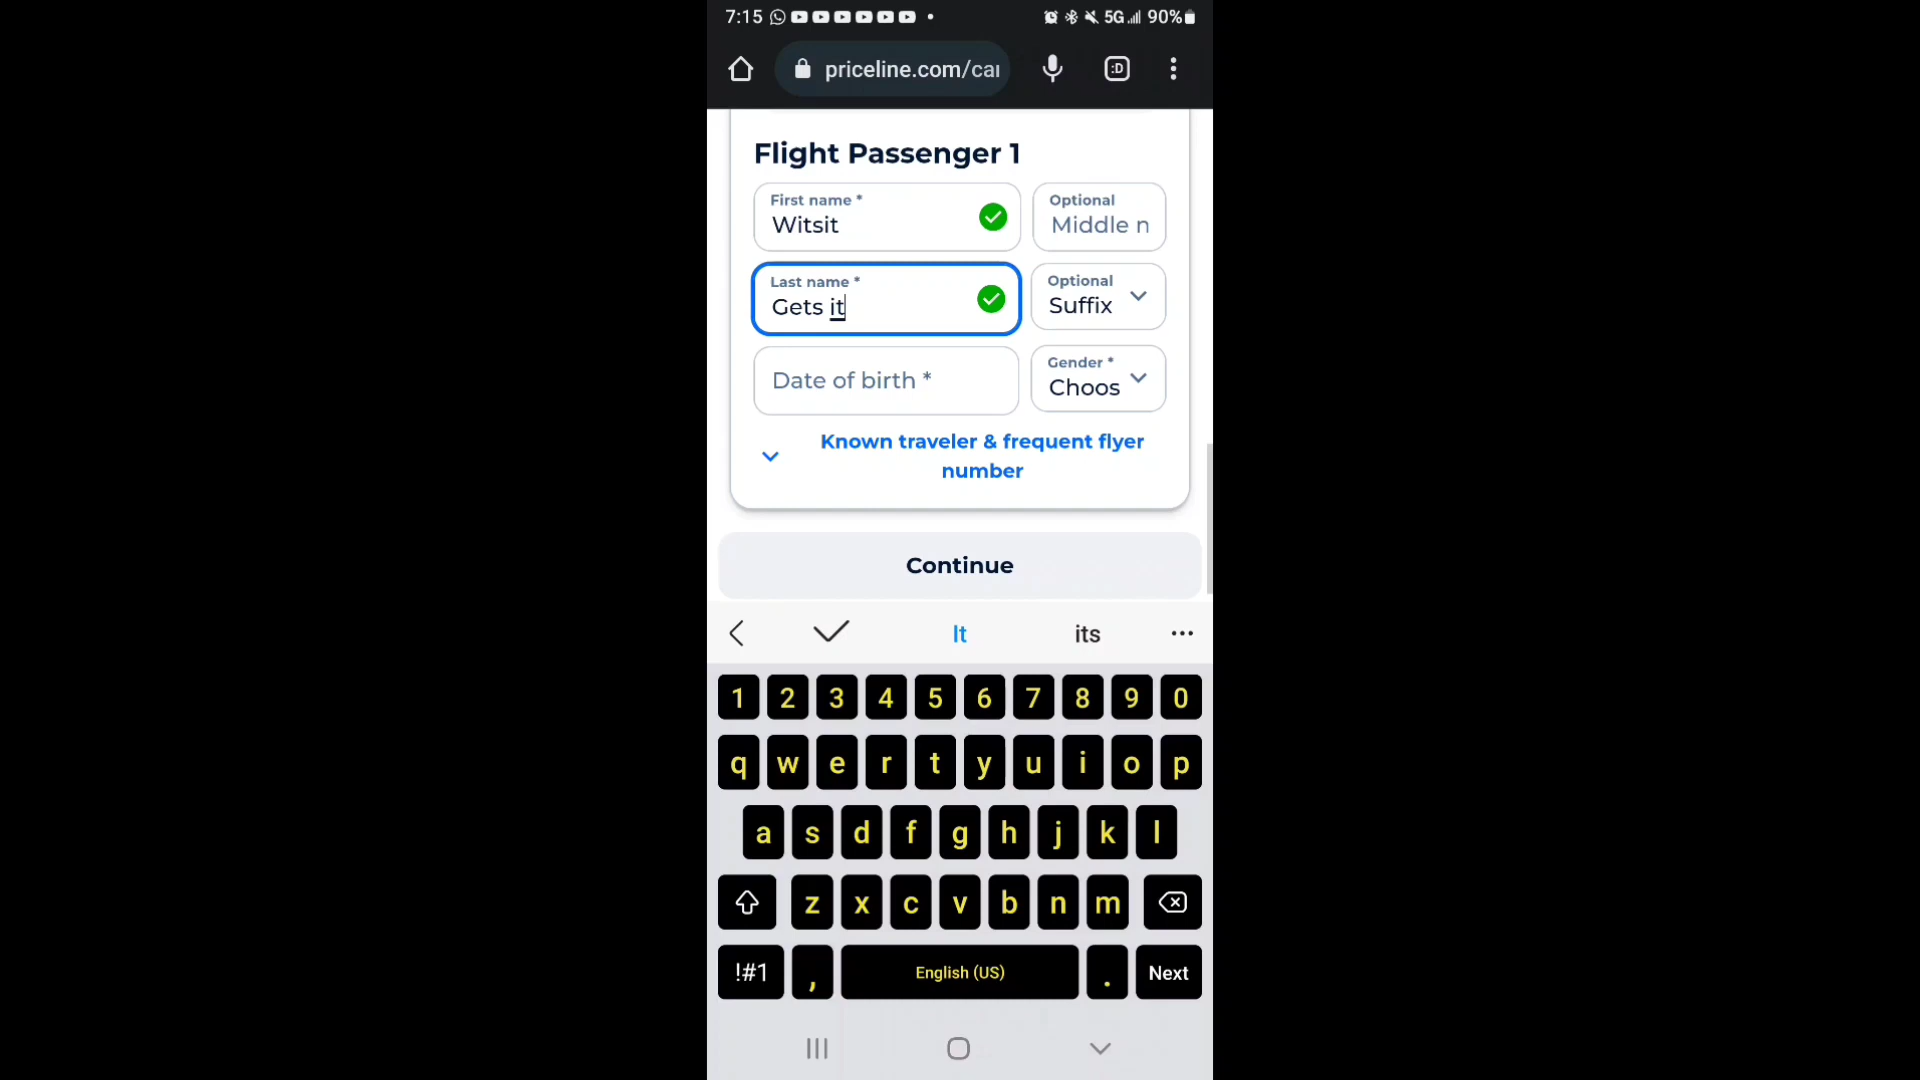 7:15 5G 90%
priceline.com/car
:D
Flight Passenger 1
First name *
Witsit
Optional
Middle n
Last name *
Gets it
Optional
Suffix
Date of birth *
Gender *
Choos
Known traveler & frequent flyer
number
Continue
It its ...
1 2 3 4 5 6 7 8 9 0
q w e r t y u i o p
a s d f g h j k l
z x c v b n m
!#1 , English (US) . Next